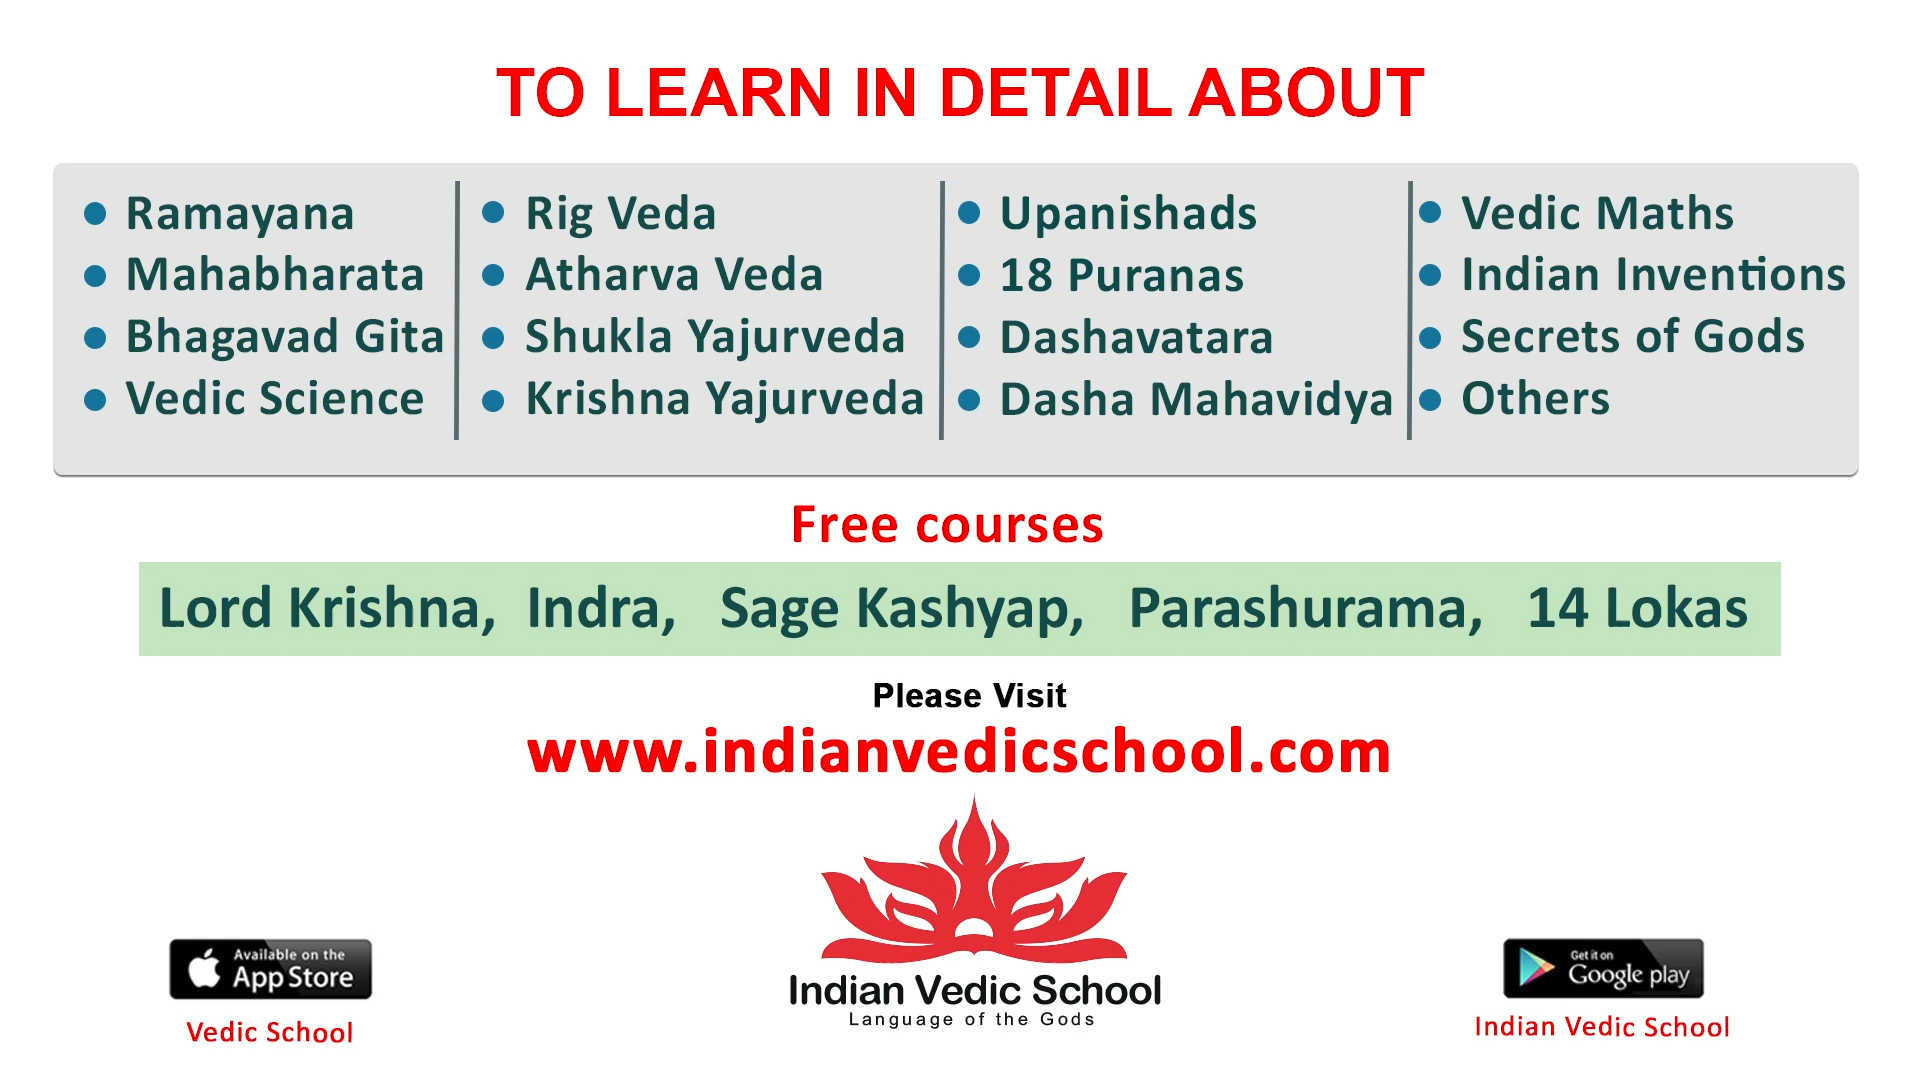 TO LEARN IN DETAIL ABOUT
Ramayana
Mahabharata
Bhagavad Gita
Vedic Science
Rig Veda
Atharva Veda
Shukla Yajurveda
Krishna Yajurveda
Upanishads
18 Puranas
Dashavatara
Dasha Mahavidya
Vedic Maths
Indian Inventions
Secrets of Gods
Others
Free courses
Lord Krishna, Indra, Sage Kashyap, Parashurama, 14 Lokas
Please Visit
www.indianvedicschool.com
Available on the
App Store
Vedic School
Indian Vedic School
Language of the Gods
Get it on
Google play
Indian Vedic School